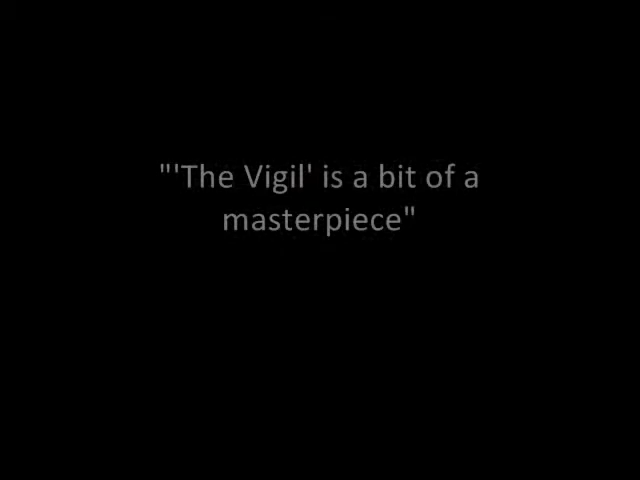 "'The Vigil' is a bit of a
masterpiece"